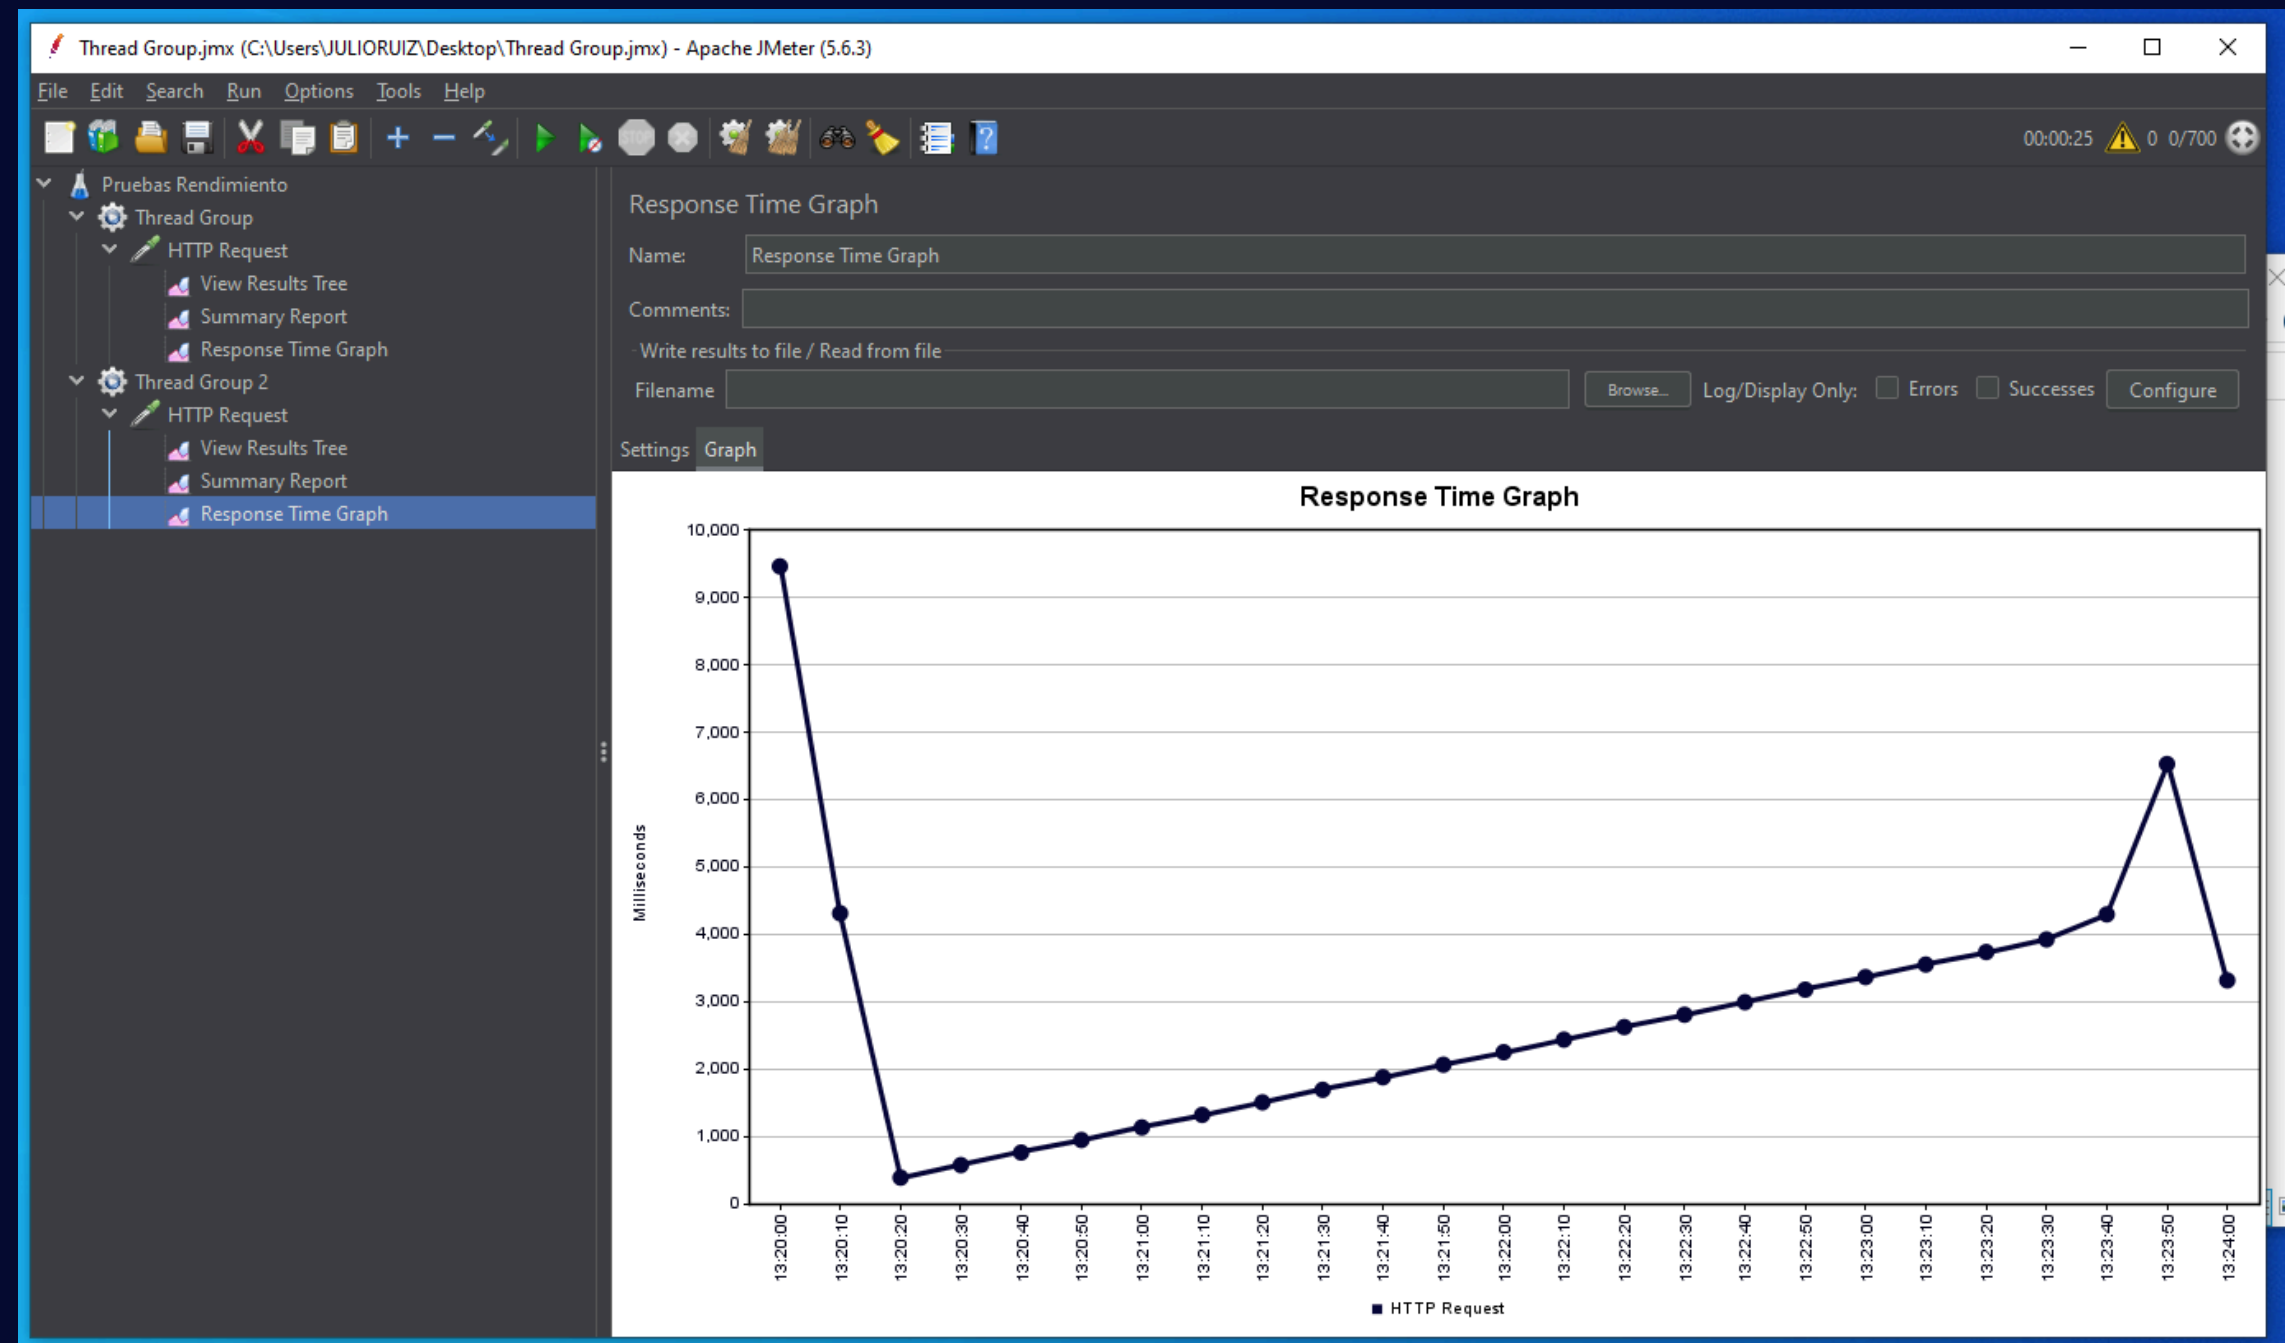 Thread Group.jmx (C:\Users\JULIORUIZ\Desktop\Thread Group.jmx) - Apache JMeter (5.6.3)
File Edit Search Run Options Tools Help
STOP
00:00:25 0 0/700
Pruebas Rendimiento
Thread Group
HTTP Request
View Results Tree
Summary Report
Response Time Graph
Thread Group 2
HTTP Request
View Results Tree
Summary Report
Response Time Graph
Response Time Graph
Name: Response Time Graph
Comments:
Write results to file / Read from file
Filename Browse... Log/Display Only: Errors Successes Configure
Settings Graph
Response Time Graph
10,000
9,000
8,000
7,000
6,000
5,000
4,000
3,000
2,000
1,000
0
Milliseconds
13:20:00
13:20:10
13:20:20
13:20:30
13:20:40
13:20:50
13:21:00
13:21:10
13:21:20
13:21:30
13:21:40
13:21:50
13:22:00
13:22:10
13:22:20
13:22:30
13:22:40
13:22:50
13:23:00
13:23:10
13:23:20
13:23:30
13:23:40
13:23:50
13:24:00
HTTP Request